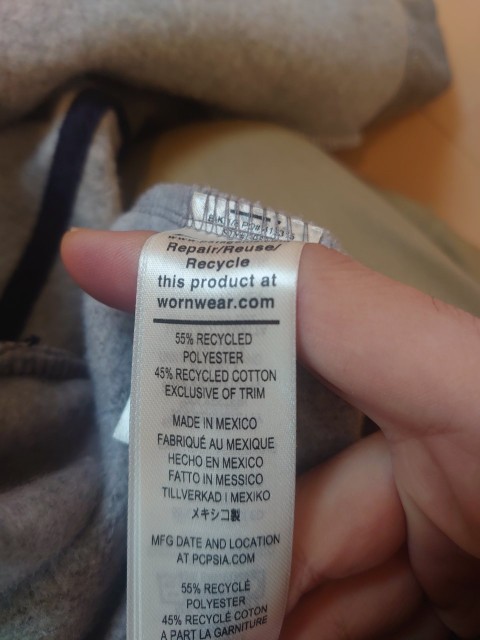 Repair/Reuse/
Recycle
this product at
wornwear.com
55% RECYCLED
POLYESTER
45% RECYCLED COTTON
EXCLUSIVE OF TRIM
MADE IN MEXICO
FABRIQUÉ AU MEXIQUE
HECHO EN MEXICO
FATTO IN MESSICO
TILLVERKAD I MEXIKO
メキシコ製
MFG DATE AND LOCATION
AT PCPSIA.COM
55% RECYCLÉ
POLYESTER
45% RECYCLÉ COTON
A PART LA GARNITURE